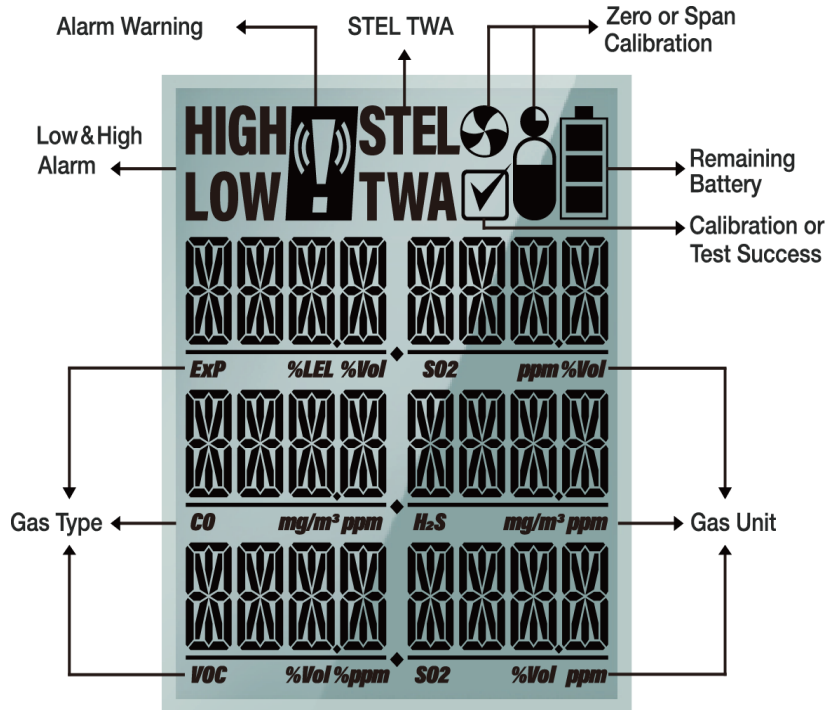 Alarm Warning
STEL TWA
Zero or Span
Calibration
Low & High
Alarm
HIGH
STEL
LOW
TWA
Remaining
Battery
Calibration or
Test Success
ExP %LEL %Vol
SO2 ppm %Vol
Gas Type
CO mg/m³ ppm
H₂S mg/m³ ppm
Gas Unit
VOC %Vol %ppm
SO2 %Vol ppm